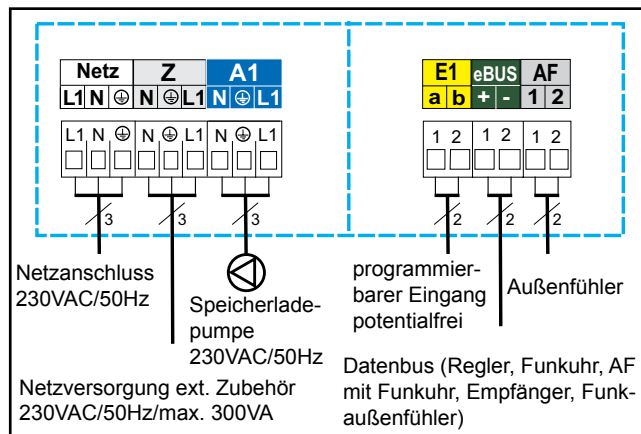 Netz Z A1
L1 N ⏚ N ⏚ L1 N ⏚ L1
L1 N ⏚ N ⏚ L1 N ⏚ L1
3 3 3
Netzanschluss
230VAC/50Hz
Speicherlade-
pumpe
230VAC/50Hz
Netzversorgung ext. Zubehör
230VAC/50Hz/max. 300VA
E1 eBUS AF
a b + - 1 2
1 2 1 2 1 2
2 2 2
programmier-
barer Eingang
potentialfrei
Außenfühler
Datenbus (Regler, Funkuhr, AF
mit Funkuhr, Empfänger, Funk-
außenfühler)